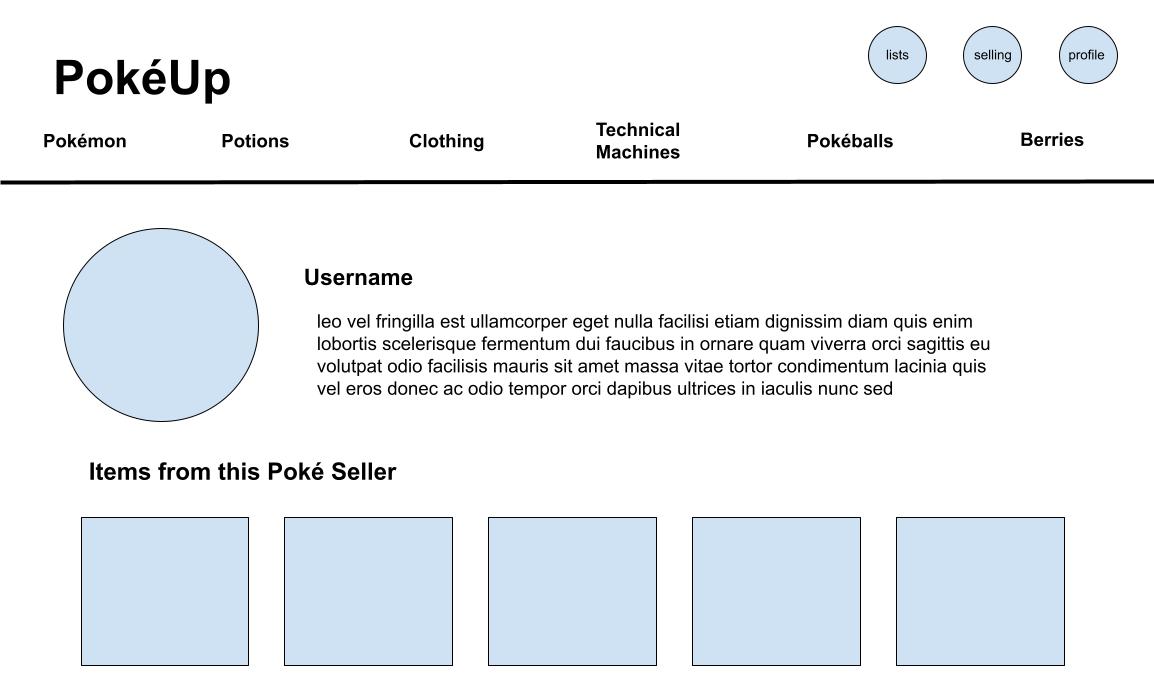 PokéUp
lists
selling
profile
Pokémon
Potions
Clothing
Technical
Machines
Pokéballs
Berries
Username
leo vel fringilla est ullamcorper eget nulla facilisi etiam dignissim diam quis enim
lobortis scelerisque fermentum dui faucibus in ornare quam viverra orci sagittis eu
volutpat odio facilisis mauris sit amet massa vitae tortor condimentum lacinia quis
vel eros donec ac odio tempor orci dapibus ultrices in iaculis nunc sed
Items from this Poké Seller